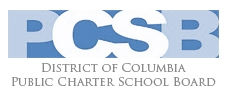 PCSB
DISTRICT OF COLUMBIA
PUBLIC CHARTER SCHOOL BOARD